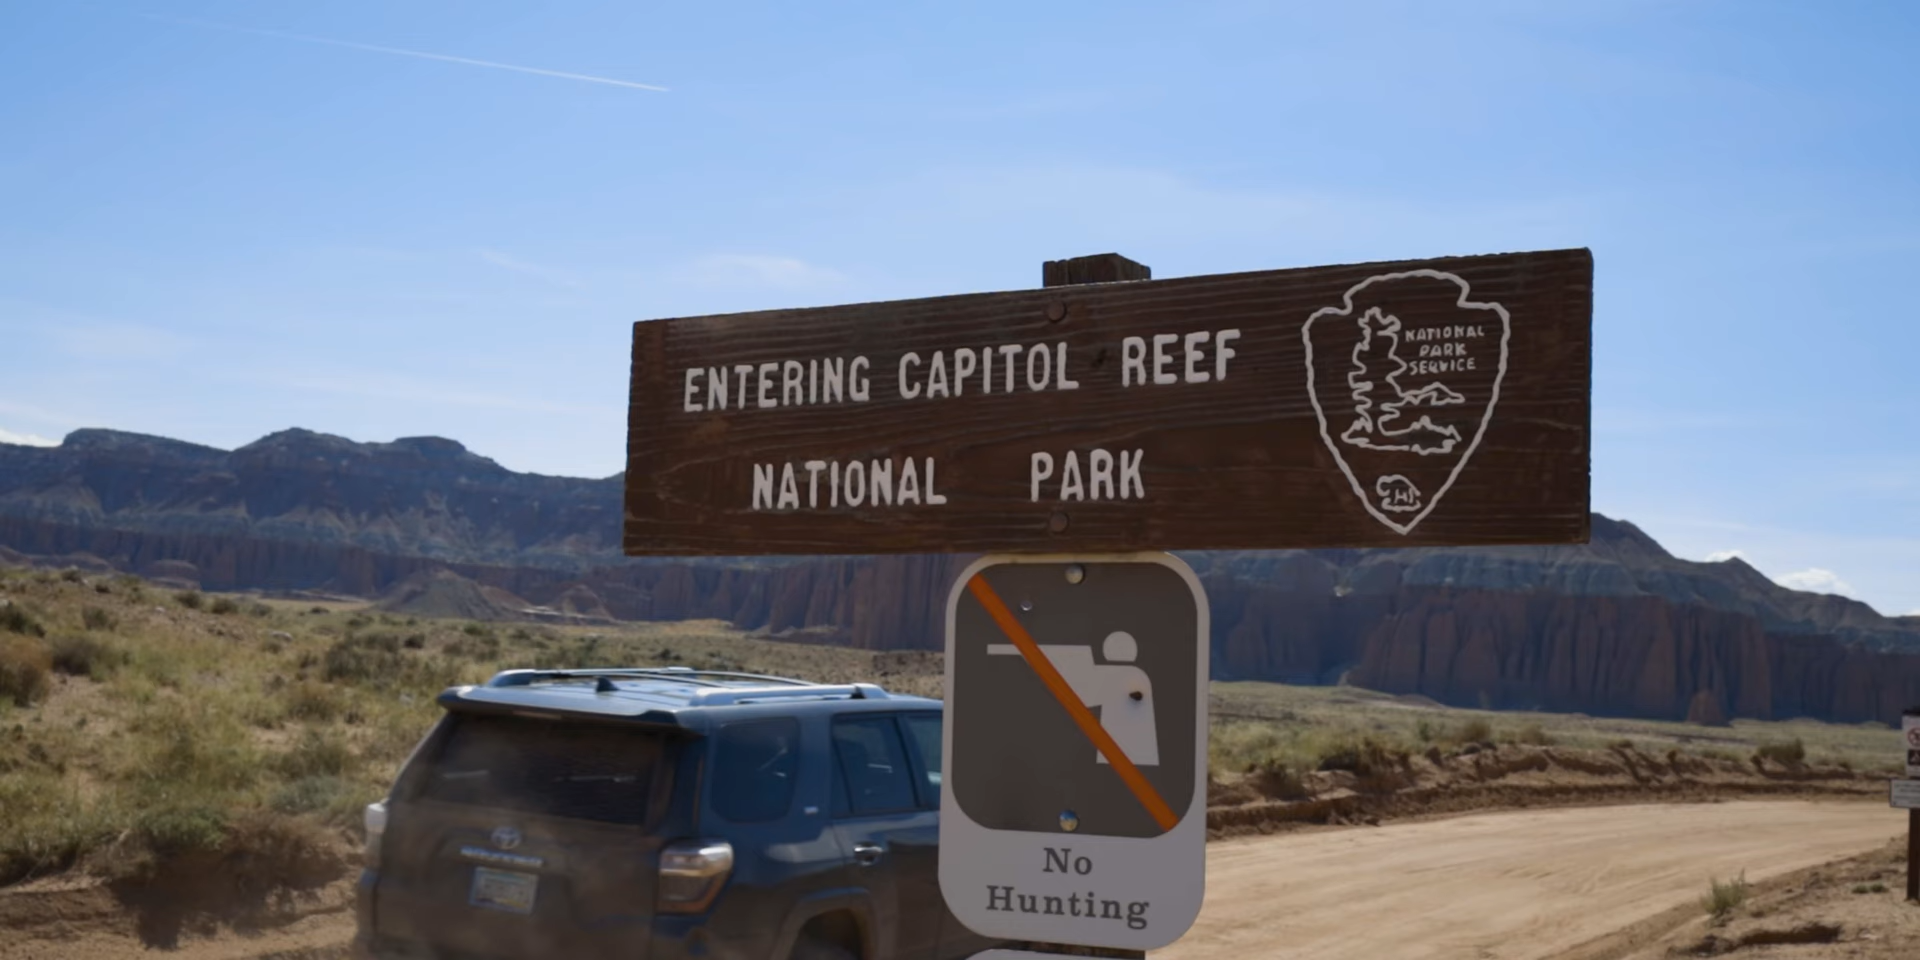 ENTERING CAPITOL REEF
NATIONAL PARK
NATIONAL
PARK
SERVICE
No
Hunting